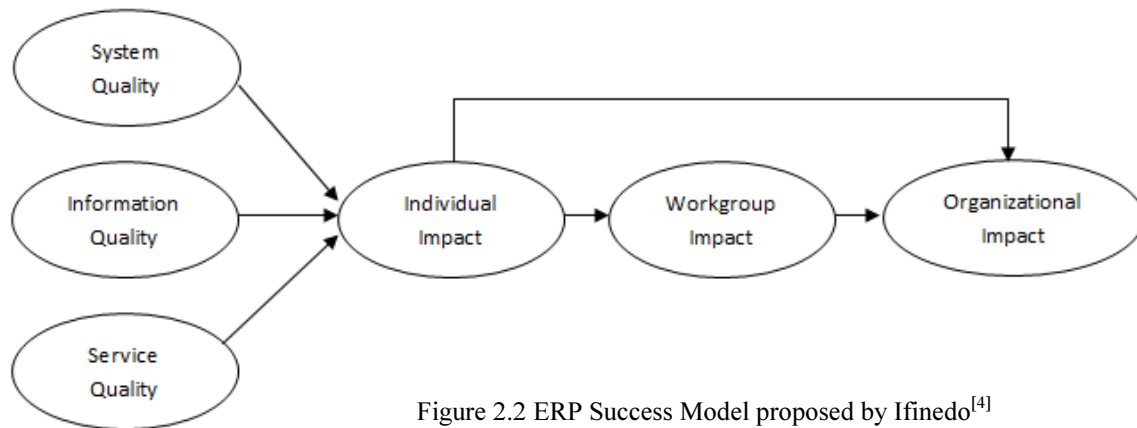 System
Quality
Information
Quality
Service
Quality
Individual
Impact
Workgroup
Impact
Organizational
Impact
Figure 2.2 ERP Success Model proposed by Ifinedo[4]